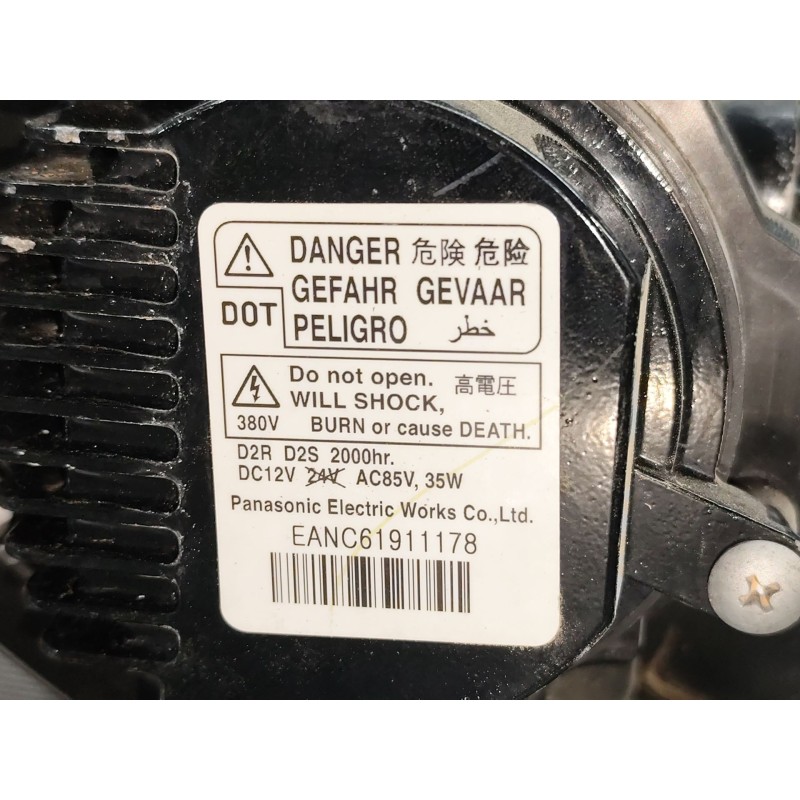 DANGER 危険 危险
GEFAHR GEVAAR
DOT PELIGRO خطر
Do not open. 高電圧
WILL SHOCK,
380V BURN or cause DEATH.
D2R D2S 2000hr.
DC12V 24V AC85V, 35W
Panasonic Electric Works Co.,Ltd.
EANC61911178